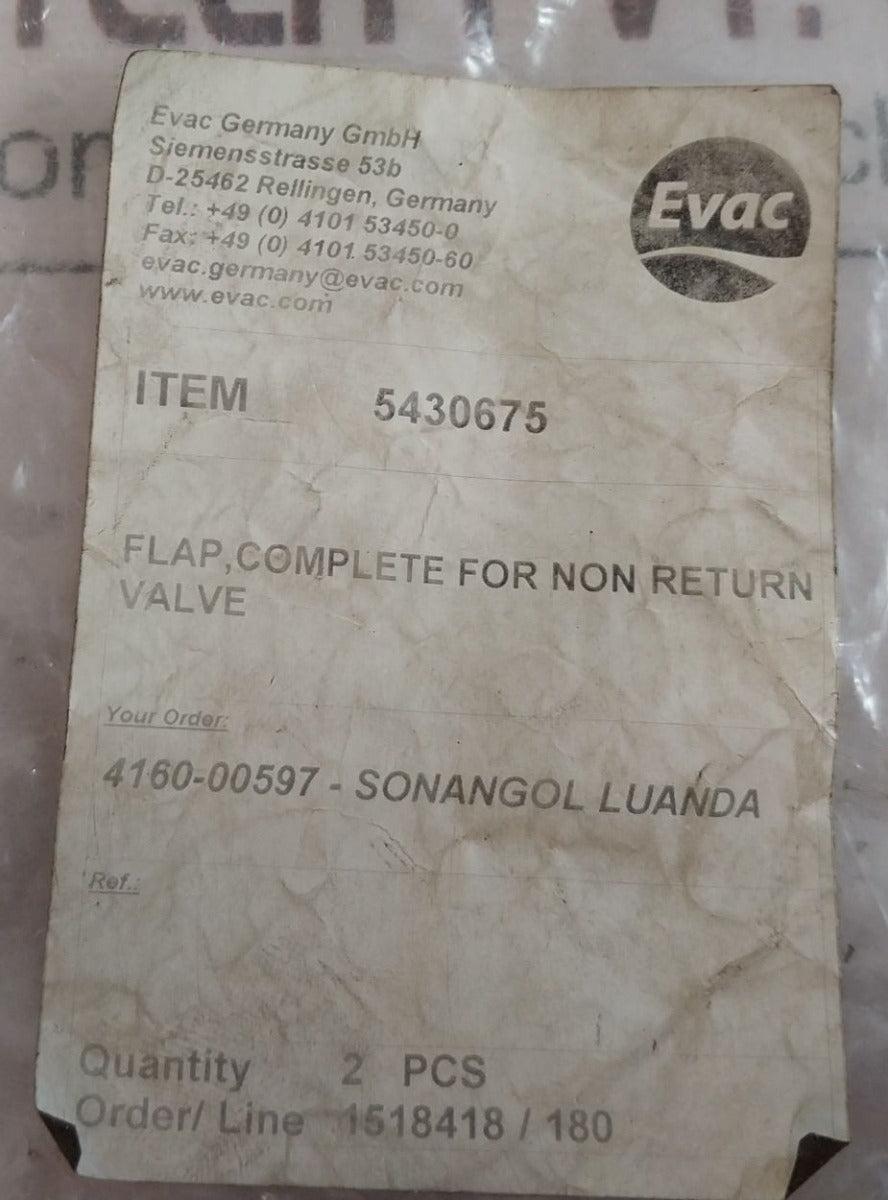 Evac Germany GmbH
Siemensstrasse 53b
D-25462 Rellingen, Germany
Tel.: +49 (0) 4101 53450-0
Fax: +49 (0) 4101 53450-60
evac.germany@evac.com
www.evac.com
Evac
ITEM 5430675
FLAP,COMPLETE FOR NON RETURN
VALVE
Your Order:
4160-00597 - SONANGOL LUANDA
Ref.:
Quantity 2 PCS
Order/ Line 1518418 / 180